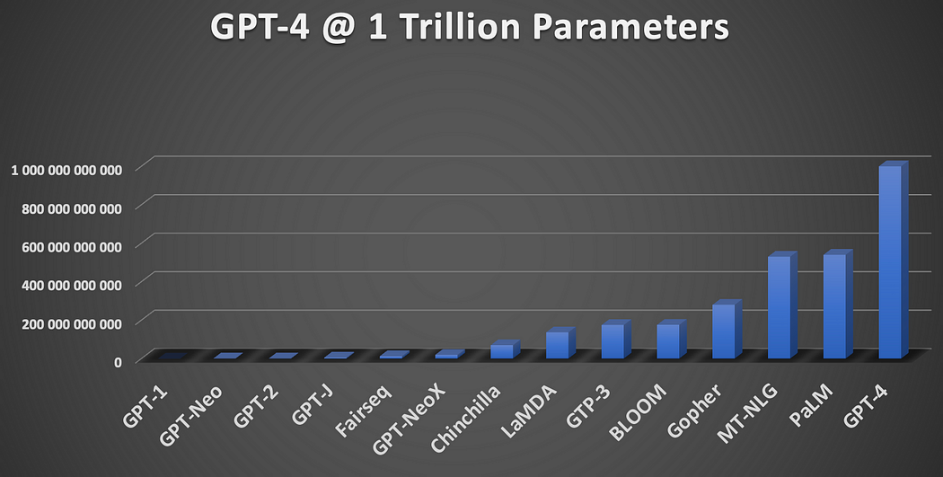 GPT-4 @ 1 Trillion Parameters
1 000 000 000 000
800 000 000 000
600 000 000 000
400 000 000 000
200 000 000 000
0
GPT-1
GPT-Neo
GPT-2
GPT-J
Fairseq
GPT-NeoX
Chinchilla
LaMDA
GTP-3
BLOOM
Gopher
MT-NLG
PaLM
GPT-4